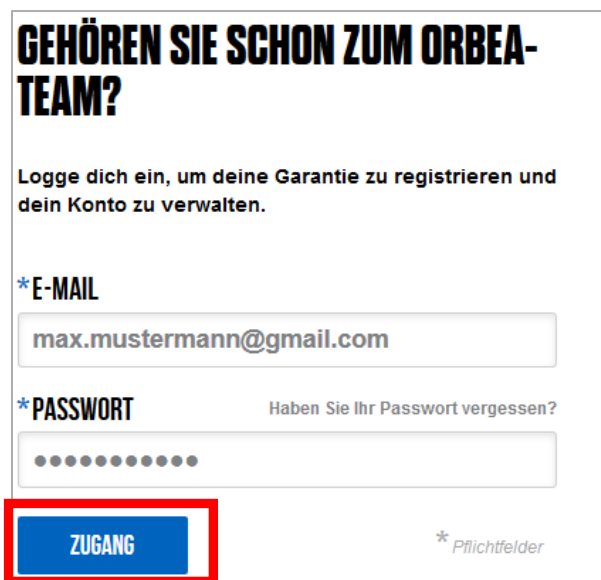 GEHÖREN SIE SCHON ZUM ORBEA-
TEAM?
Logge dich ein, um deine Garantie zu registrieren und
dein Konto zu verwalten.
*E-MAIL
max.mustermann@gmail.com
*PASSWORT Haben Sie Ihr Passwort vergessen?
●●●●●●●●●●●
ZUGANG * Pflichtfelder